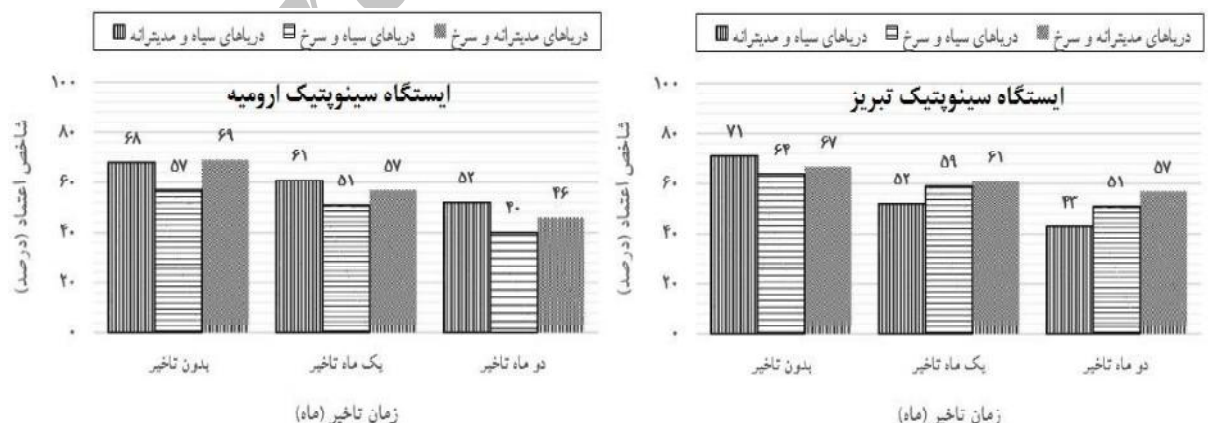 دریاهای سیاه و مدیترانه دریاهای سیاه و سرخ دریاهای مدیترانه و سرخ
ایستگاه سینوپتیک تبریز
شاخص اعتماد (درصد)
۱۰۰
۸۰
۶۰
۴۰
۲۰
۰
۷۱ ۶۴ ۶۷
۵۲ ۵۹ ۶۱
۴۳ ۵۱ ۵۷
بدون تاخیر یک ماه تاخیر دو ماه تاخیر
زمان تاخیر (ماه)
دریاهای سیاه و مدیترانه دریاهای سیاه و سرخ دریاهای مدیترانه و سرخ
ایستگاه سینوپتیک ارومیه
شاخص اعتماد (درصد)
۱۰۰
۸۰
۶۰
۴۰
۲۰
۰
۶۸ ۵۷ ۶۹
۶۱ ۵۱ ۵۷
۵۲ ۴۰ ۴۶
بدون تاخیر یک ماه تاخیر دو ماه تاخیر
زمان تاخیر (ماه)